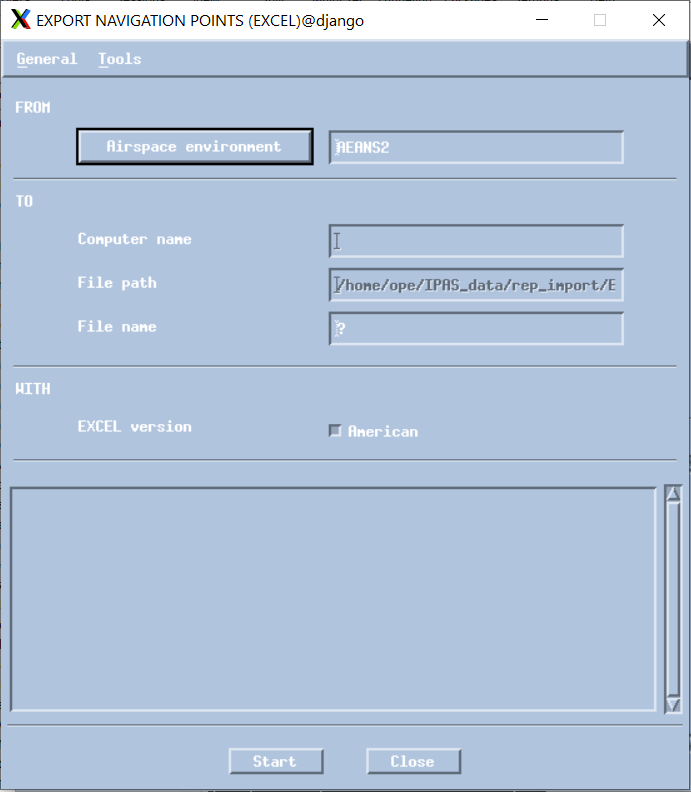 EXPORT NAVIGATION POINTS (EXCEL)@django
General Tools
FROM
Airspace environment AEANS2
TO
Computer name
File path /home/ope/IPAS_data/rep_import/E
File name ?
WITH
EXCEL version American
Start Close